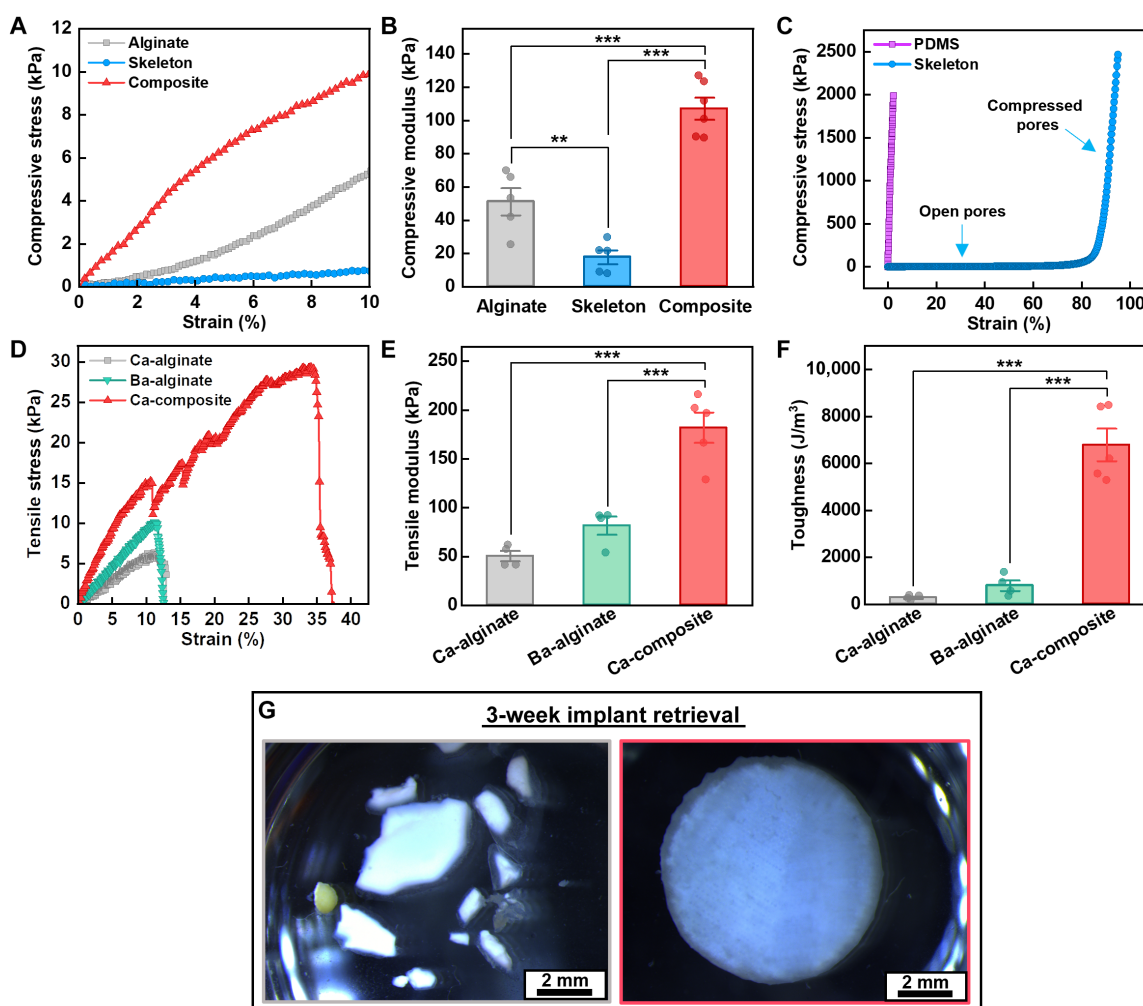 A
Alginate
Skeleton
Composite
Compressive stress (kPa)
12
10
8
6
4
2
0
0 2 4 6 8 10
Strain (%)
B
Compressive modulus (kPa)
140
120
100
80
60
40
20
0
***
***
**
Alginate Skeleton Composite
C
PDMS
Skeleton
Compressive stress (kPa)
2500
2000
1500
1000
500
0
Compressed
pores
Open pores
0 20 40 60 80 100
Strain (%)
D
Ca-alginate
Ba-alginate
Ca-composite
Tensile stress (kPa)
30
25
20
15
10
5
0
0 5 10 15 20 25 30 35 40
Strain (%)
E
Tensile modulus (kPa)
250
200
150
100
50
0
***
***
Ca-alginate
Ba-alginate
Ca-composite
F
Toughness (J/m³)
10,000
8000
6000
4000
2000
0
***
***
Ca-alginate
Ba-alginate
Ca-composite
G
3-week implant retrieval
2 mm
2 mm